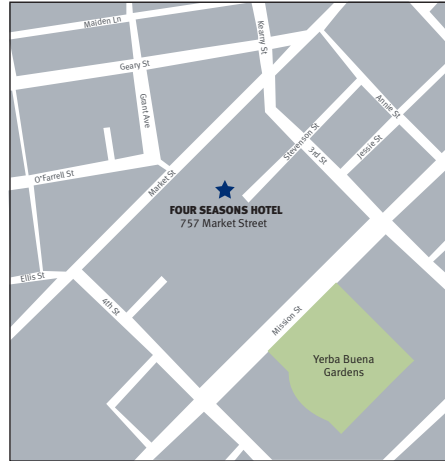 Maiden Ln
Kearny St
Geary St
Grant Ave
Annie St
Stevenson St
Jessie St
3rd St
O'Farrell St
Market St
FOUR SEASONS HOTEL
757 Market Street
Ellis St
4th St
Mission St
Yerba Buena
Gardens